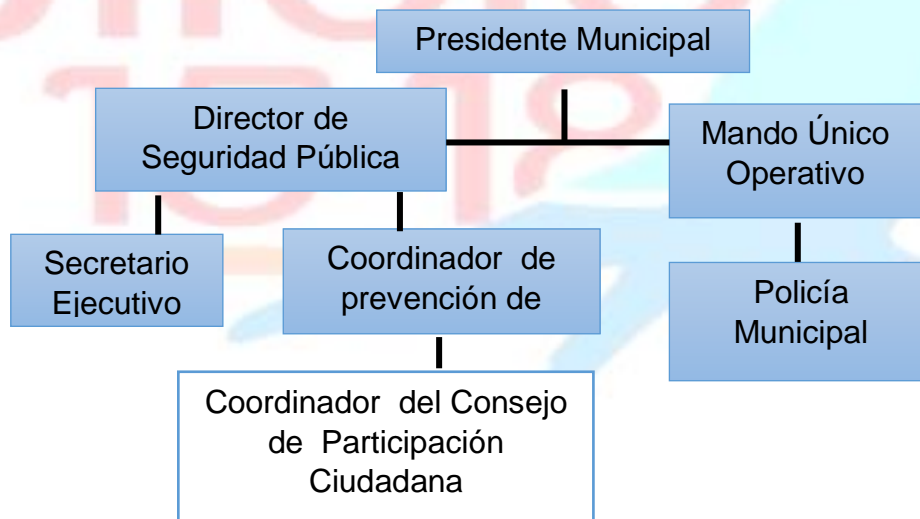 Presidente Municipal
Director de
Seguridad Pública
Mando Único
Operativo
Secretario
Ejecutivo
Coordinador de
prevención de
Policía
Municipal
Coordinador del Consejo
de Participación
Ciudadana